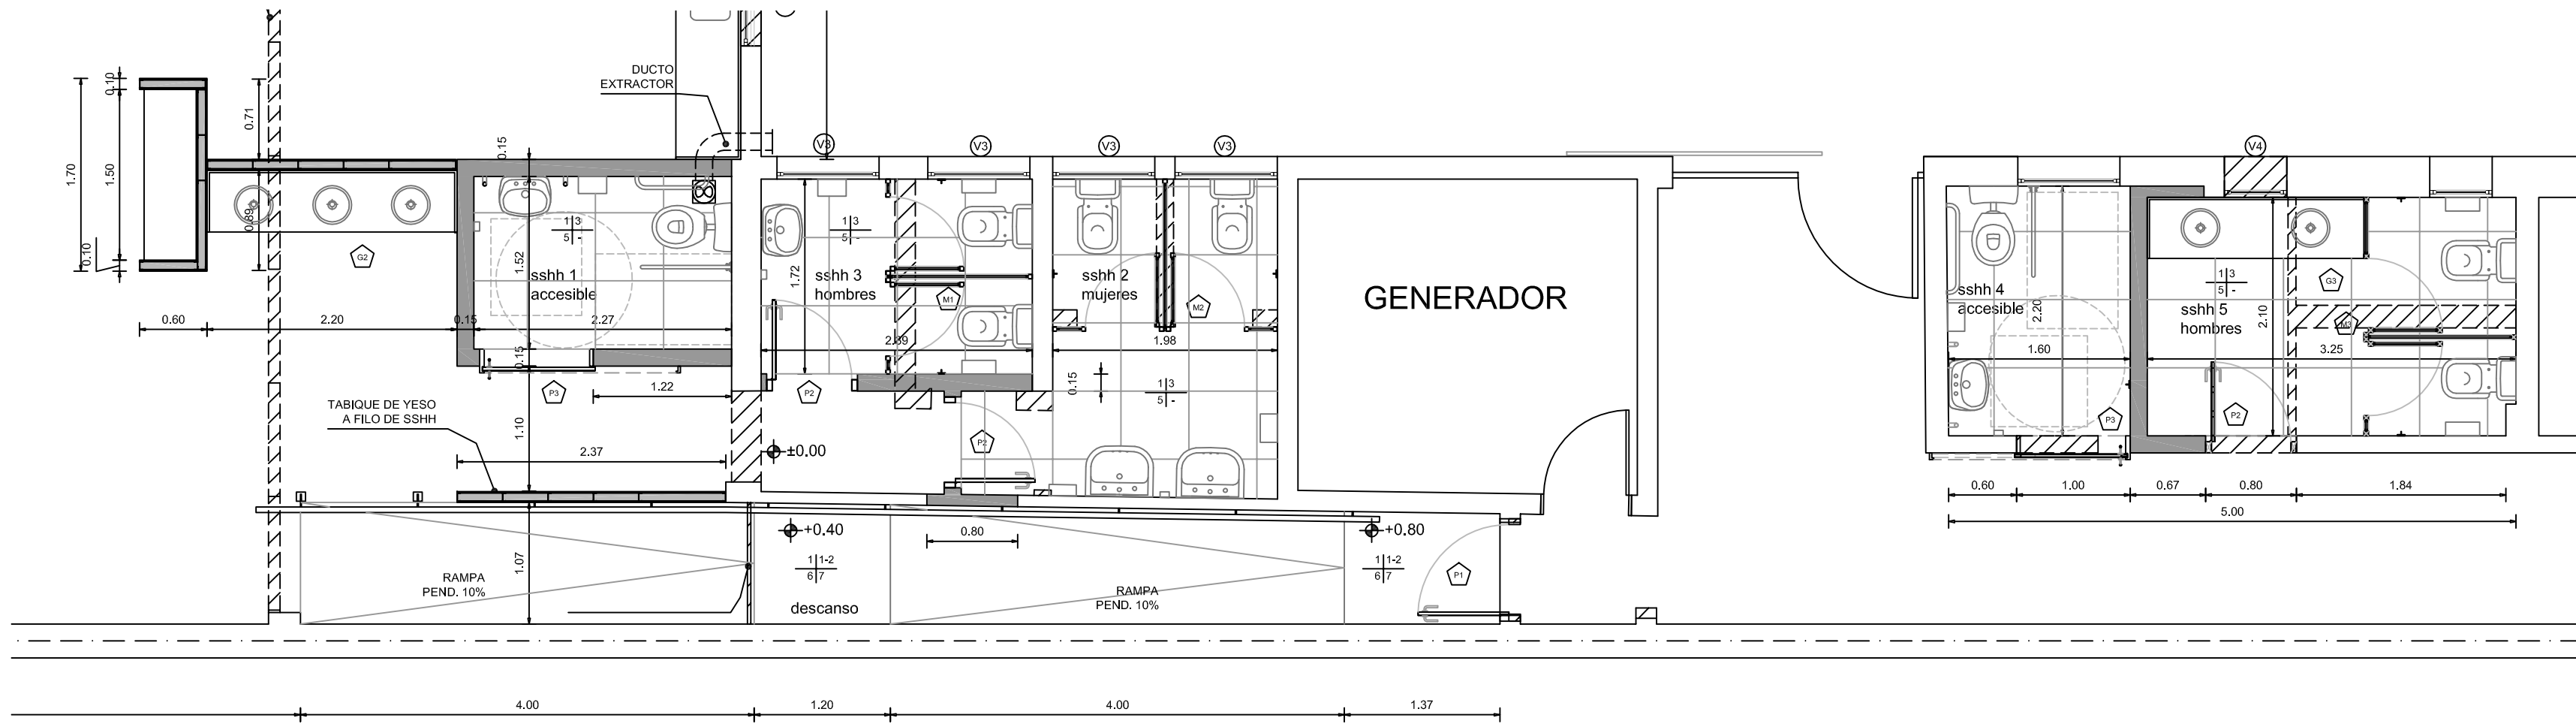 DUCTO
EXTRACTOR
V3
V3
V3
V3
V4
0.10
1.70
1.50
0.10
0.71
0.89
0.15
G2
0.60
2.20
0.15
2.27
1.52
sshh 1
accesible
1 3
5 -
0.15
P3
1.22
1.10
TABIQUE DE YESO
A FILO DE SSHH
2.37
1.72
sshh 3
hombres
1 3
5 -
M1
P2
±0.00
P2
sshh 2
mujeres
M2
1.98
0.15
1 3
5 -
GENERADOR
sshh 4
accesible
2.20
1.60
P3
sshh 5
hombres
1 3
5 -
2.10
G3
M3
3.25
P2
0.60
1.00
0.67
0.80
1.84
5.00
+0.40
1 1-2
6 7
descanso
0.80
+0.80
1 1-2
6 7
P1
1.07
RAMPA
PEND. 10%
RAMPA
PEND. 10%
4.00
1.20
4.00
1.37